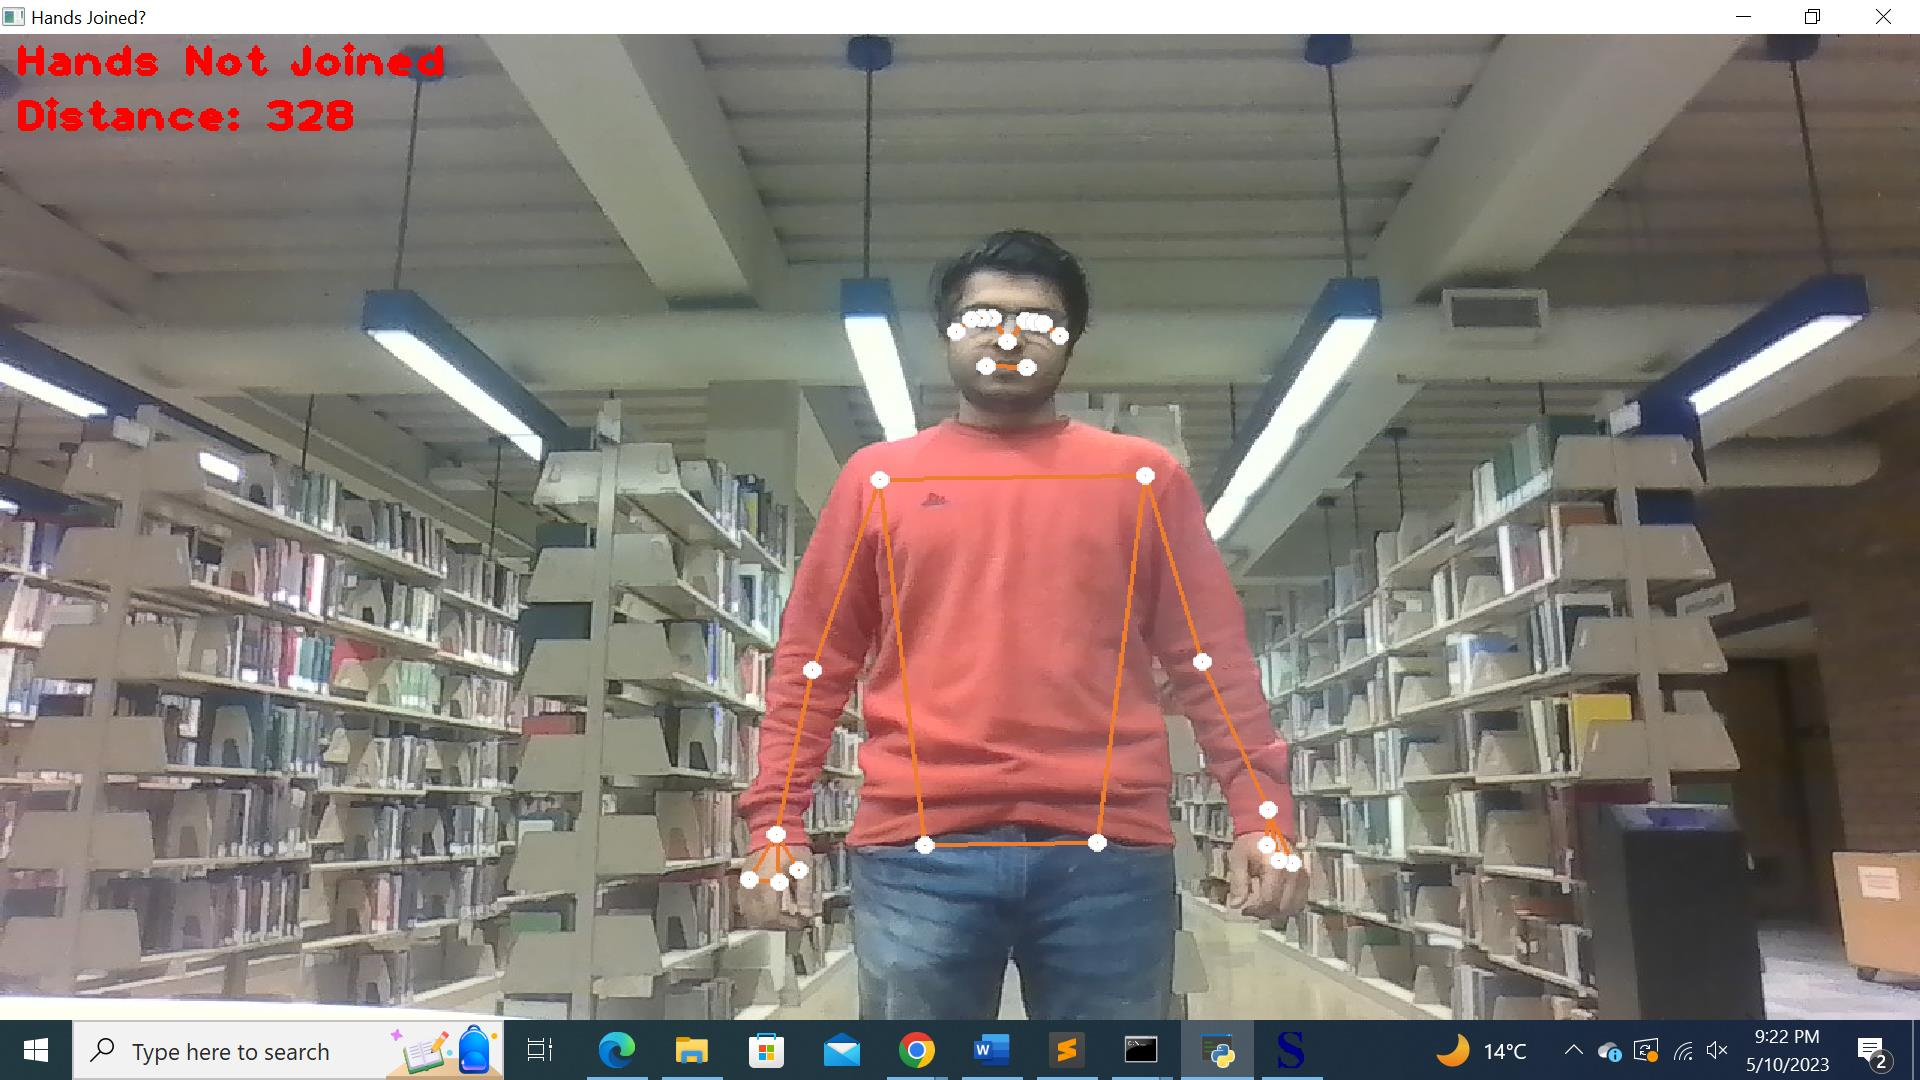 Hands Joined?
Hands Not Joined
Distance: 328
Type here to search
14°C
9:22 PM
5/10/2023
2